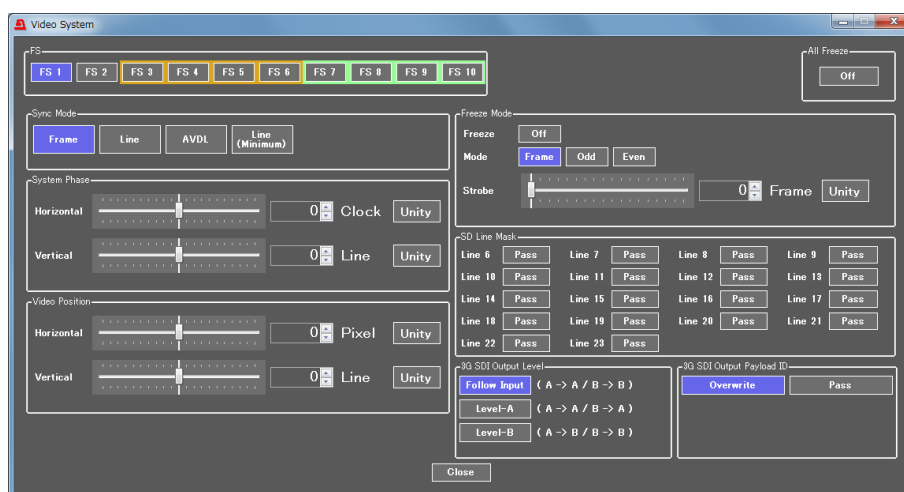 Video System
FS
FS 1 FS 2 FS 3 FS 4 FS 5 FS 6 FS 7 FS 8 FS 9 FS 10
All Freeze
Off
Sync Mode
Frame Line AVDL Line (Minimum)
System Phase
Horizontal 0 Clock Unity
Vertical 0 Line Unity
Video Position
Horizontal 0 Pixel Unity
Vertical 0 Line Unity
Freeze Mode
Freeze Off
Mode Frame Odd Even
Strobe 0 Frame Unity
SD Line Mask
Line 6 Pass Line 7 Pass Line 8 Pass Line 9 Pass
Line 10 Pass Line 11 Pass Line 12 Pass Line 13 Pass
Line 14 Pass Line 15 Pass Line 16 Pass Line 17 Pass
Line 18 Pass Line 19 Pass Line 20 Pass Line 21 Pass
Line 22 Pass Line 23 Pass
3G SDI Output Level
Follow Input ( A -> A / B -> B )
Level-A ( A -> A / B -> A )
Level-B ( A -> B / B -> B )
3G SDI Output Payload ID
Overwrite Pass
Close